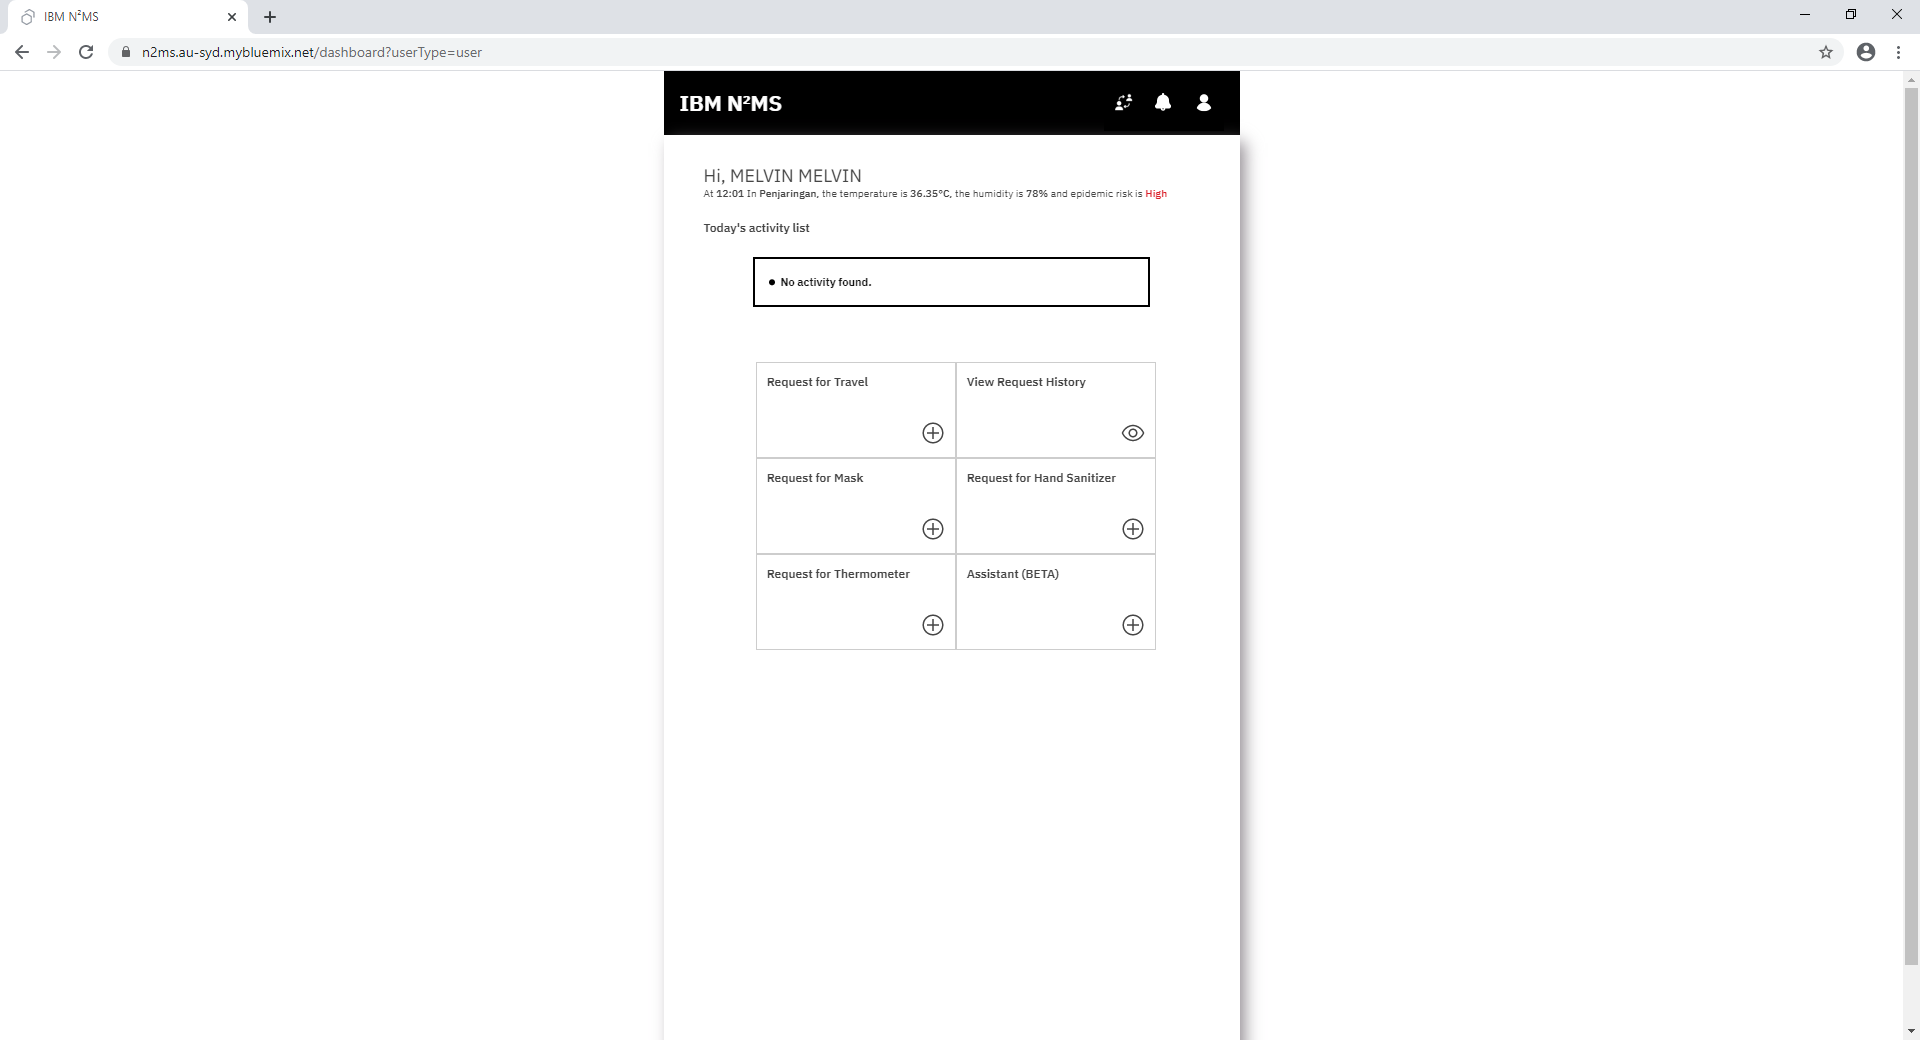 IBM N²MS
n2ms.au-syd.mybluemix.net/dashboard?userType=user
IBM N²MS
Hi, MELVIN MELVIN
At 12:01 In Penjaringan, the temperature is 36.35°C, the humidity is 78% and epidemic risk is High
Today's activity list
No activity found.
Request for Travel
View Request History
Request for Mask
Request for Hand Sanitizer
Request for Thermometer
Assistant (BETA)